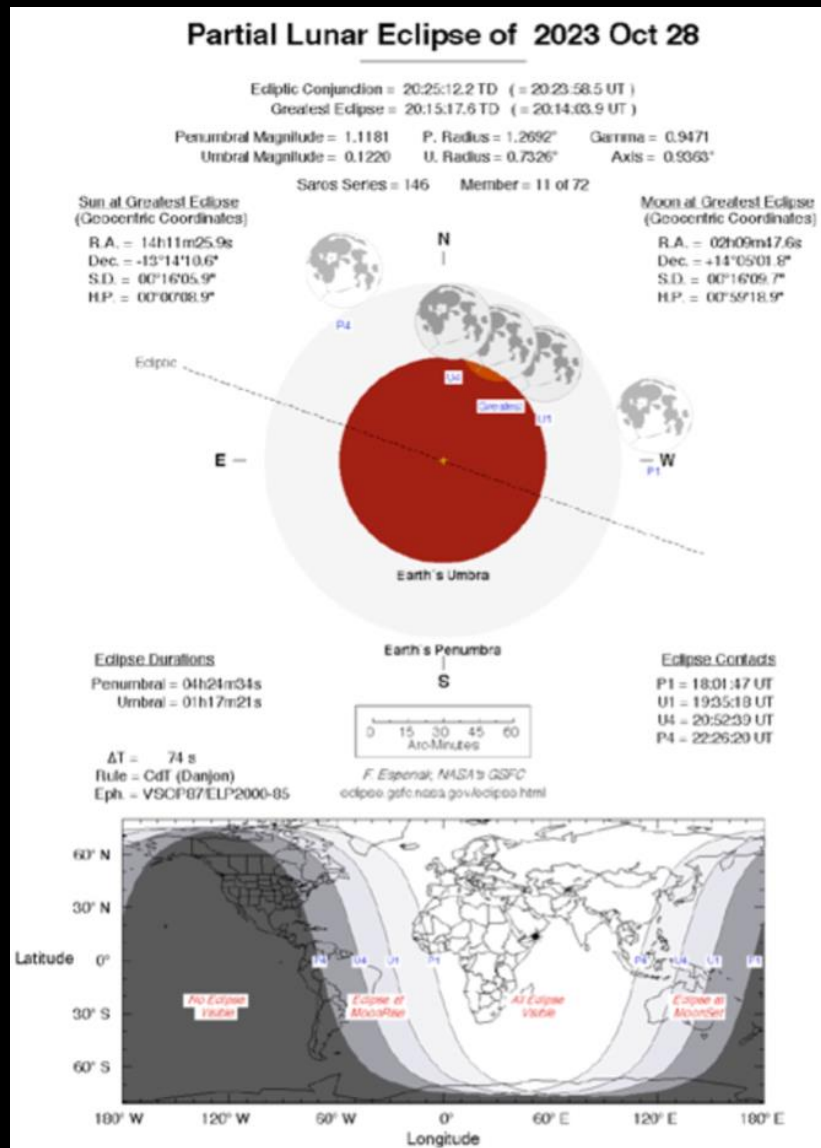 Partial Lunar Eclipse of 2023 Oct 28
Ecliptic Conjunction = 20:25:12.2 TD ( = 20:23:58.5 UT )
Greatest Eclipse = 20:15:17.6 TD ( = 20:14:03.9 UT )
Penumbral Magnitude = 1.1181 P. Radius = 1.2692° Gamma = 0.9471
Umbral Magnitude = 0.1220 U. Radius = 0.7326° Axis = 0.9363°
Saros Series = 146 Member = 11 of 72
Sun at Greatest Eclipse
(Geocentric Coordinates)
R.A. = 14h11m25.9s
Dec. = -13°14'10.6"
S.D. = 00°16'05.9"
H.P. = 00°00'08.9"
Moon at Greatest Eclipse
(Geocentric Coordinates)
R.A. = 02h09m47.6s
Dec. = +14°05'01.8"
S.D. = 00°16'09.7"
H.P. = 00°59'18.9"
N
P4
Ecliptic
U4
Greatest
U1
E
W
P1
Earth's Umbra
Earth's Penumbra
S
Eclipse Durations
Penumbral = 04h24m34s
Umbral = 01h17m21s
Eclipse Contacts
P1 = 18:01:47 UT
U1 = 19:35:18 UT
U4 = 20:52:39 UT
P4 = 22:26:20 UT
0 15 30 45 60
Arc-Minutes
ΔT = 74 s
Rule = CdT (Danjon)
Eph. = VSOP87/ELP2000-85
F. Espenak, NASA's GSFC
eclipse.gsfc.nasa.gov/eclipse.html
60° N
30° N
Latitude 0°
30° S
60° S
P4 U4 U1 P1 P4 U4 U1 P1
No Eclipse
Visible
Eclipse at
MoonRise
All Eclipse
Visible
Eclipse at
MoonSet
180° W 120° W 60° W 0° 60° E 120° E 180° E
Longitude